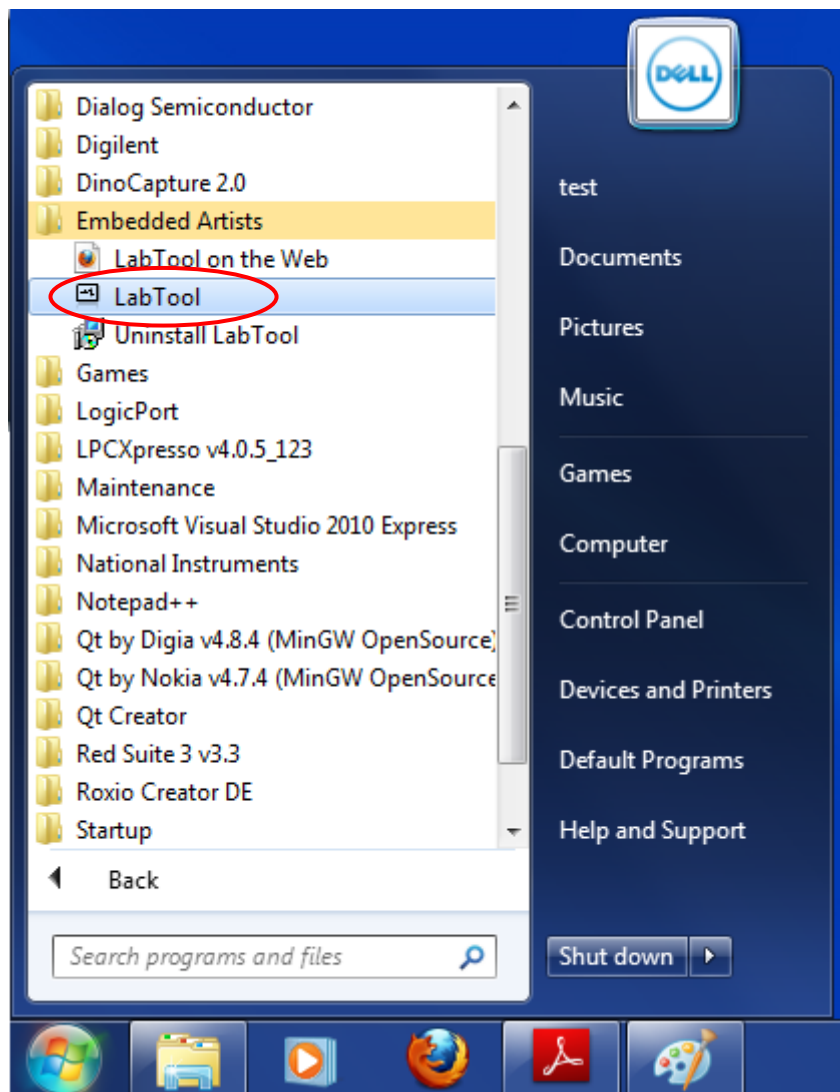 DELL
Dialog Semiconductor
Digilent
DinoCapture 2.0
Embedded Artists
LabTool on the Web
LabTool
Uninstall LabTool
Games
LogicPort
LPCXpresso v4.0.5_123
Maintenance
Microsoft Visual Studio 2010 Express
National Instruments
Notepad++
Qt by Digia v4.8.4 (MinGW OpenSource)
Qt by Nokia v4.7.4 (MinGW OpenSource
Qt Creator
Red Suite 3 v3.3
Roxio Creator DE
Startup
Back
Search programs and files
test
Documents
Pictures
Music
Games
Computer
Control Panel
Devices and Printers
Default Programs
Help and Support
Shut down